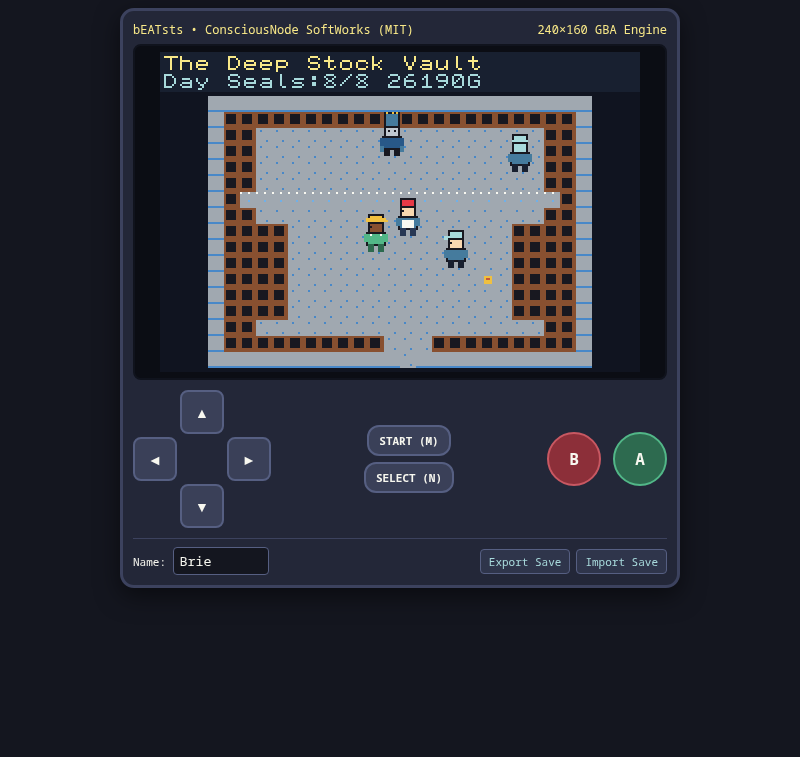 bEATsts • ConsciousNode SoftWorks (MIT)
240×160 GBA Engine
The Deep Stock Vault
Day Seals:8/8 26190G
▲
◀
▶
▼
START (M)
SELECT (N)
B
A
Name: Brie
Export Save
Import Save